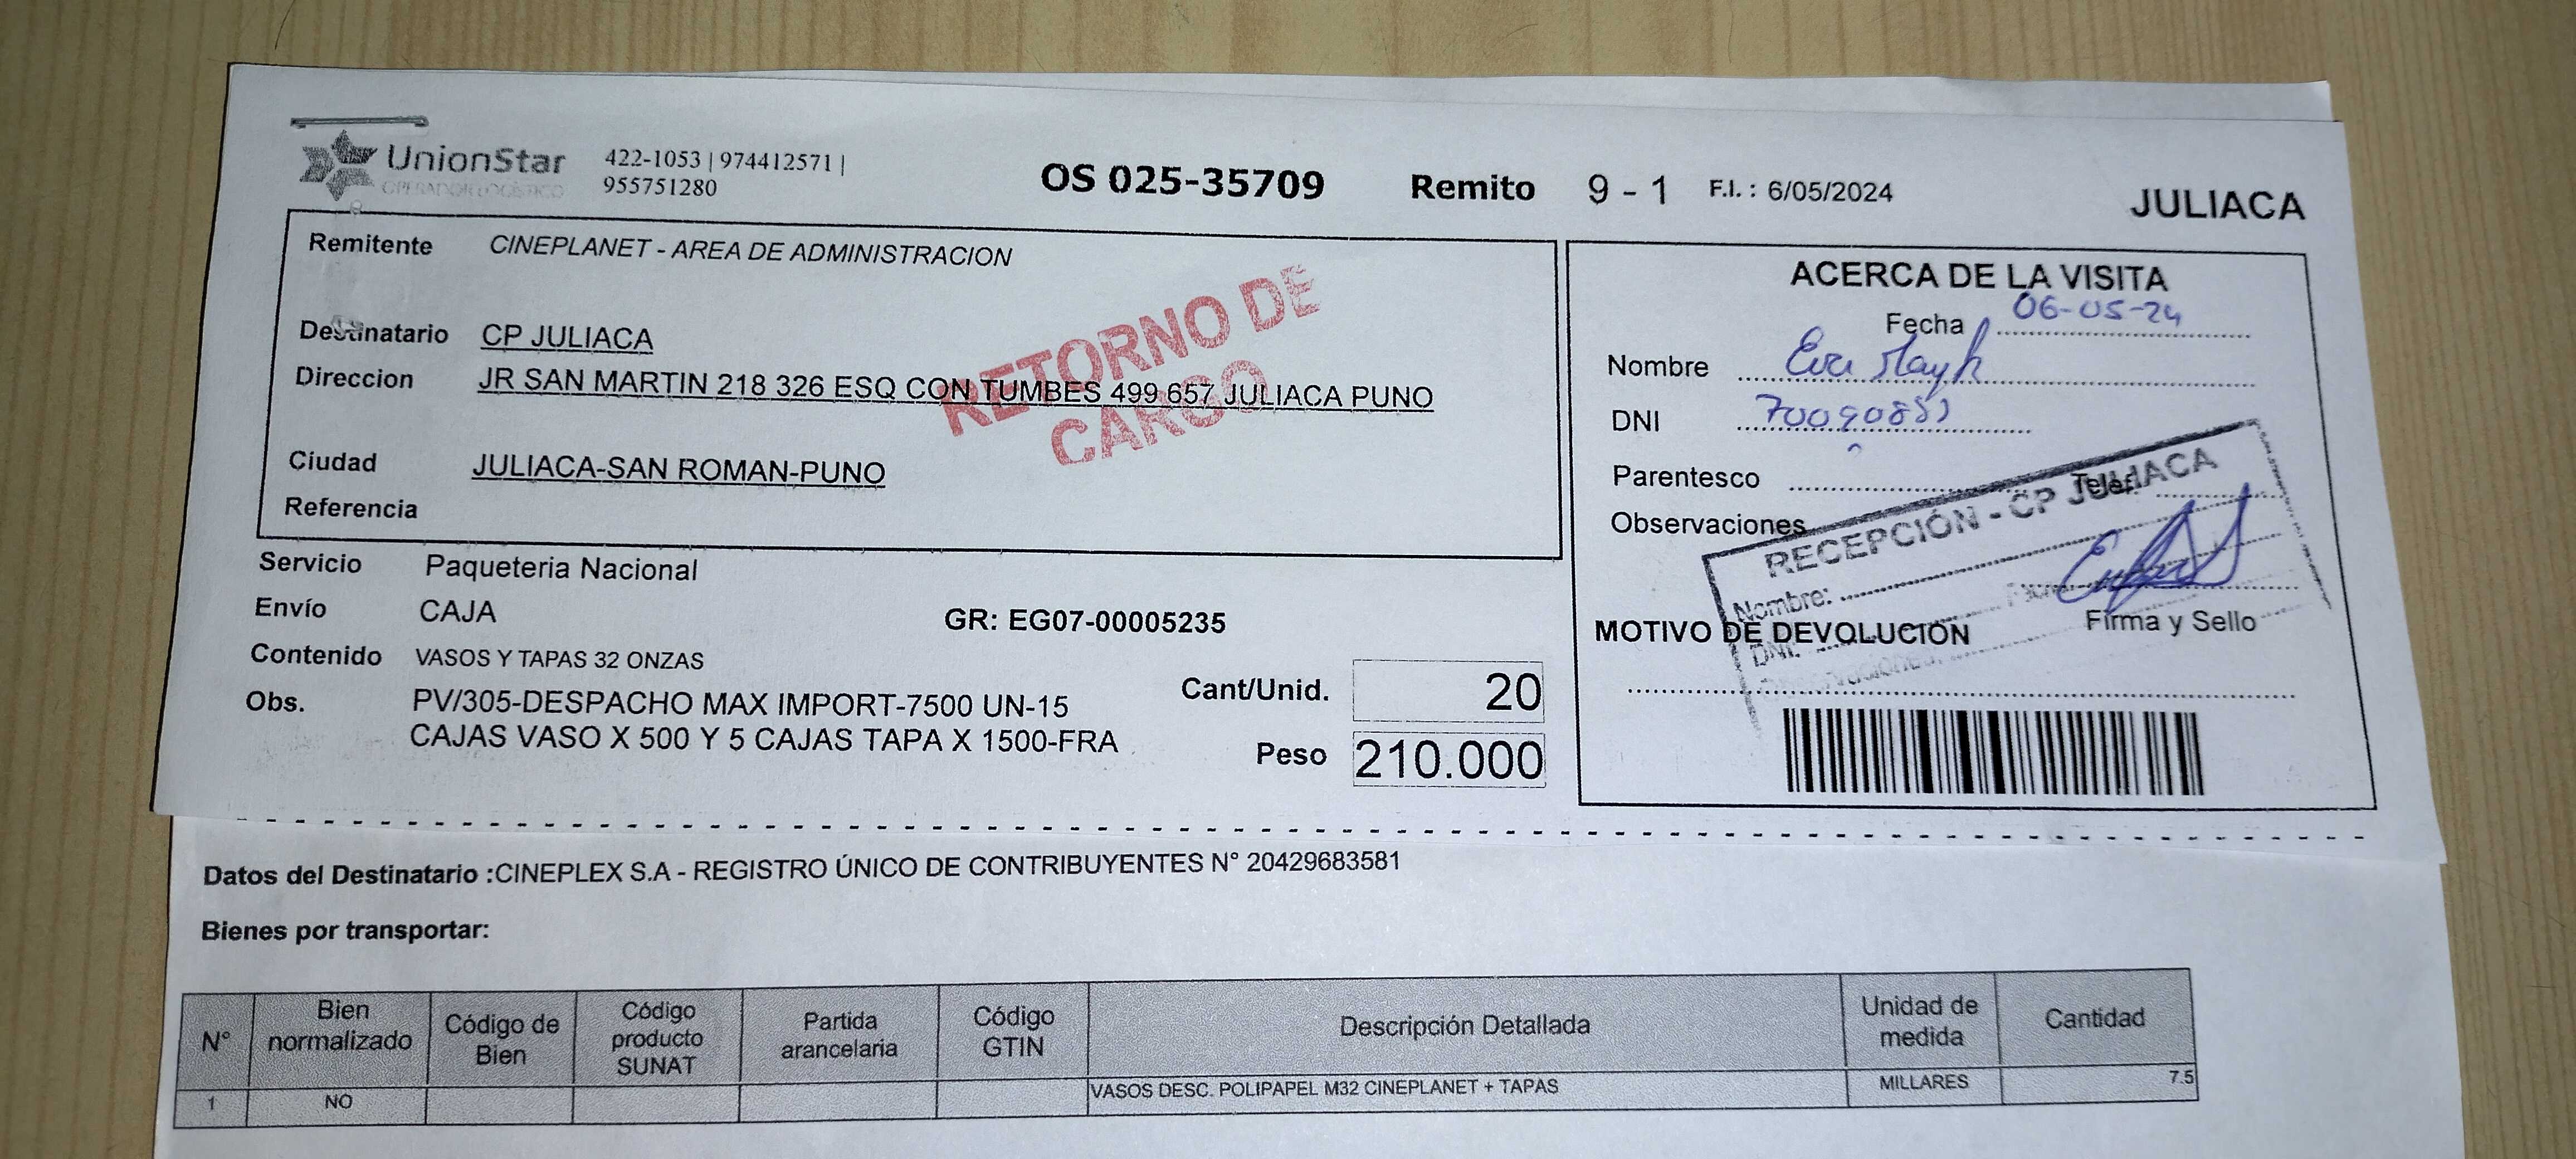 UnionStar
OPERADOR LOGÍSTICO
422-1053 | 974412571 |
955751280
OS 025-35709
Remito 9 - 1
F.I. : 6/05/2024
JULIACA
Remitente CINEPLANET - AREA DE ADMINISTRACION
Destinatario CP JULIACA
Direccion JR SAN MARTIN 218 326 ESQ CON TUMBES 499 657 JULIACA PUNO
Ciudad JULIACA-SAN ROMAN-PUNO
Referencia
RETORNO DE
CARGO
Servicio Paqueteria Nacional
Envío CAJA
GR: EG07-00005235
Contenido VASOS Y TAPAS 32 ONZAS
Obs. PV/305-DESPACHO MAX IMPORT-7500 UN-15
CAJAS VASO X 500 Y 5 CAJAS TAPA X 1500-FRA
Cant/Unid. 20
Peso 210.000
ACERCA DE LA VISITA
Fecha 06-05-24
Nombre Eva
DNI
Parentesco Telef.
Observaciones
RECEPCIÓN - CP JULIACA
Nombre:
DNI:
Firma y Sello
MOTIVO DE DEVOLUCIÓN
Datos del Destinatario :CINEPLEX S.A - REGISTRO ÚNICO DE CONTRIBUYENTES N° 20429683581
Bienes por transportar:
N° Bien normalizado Código de Bien Código producto SUNAT Partida arancelaria Código GTIN Descripción Detallada Unidad de medida Cantidad
1 NO VASOS DESC. POLIPAPEL M32 CINEPLANET + TAPAS MILLARES 7.5